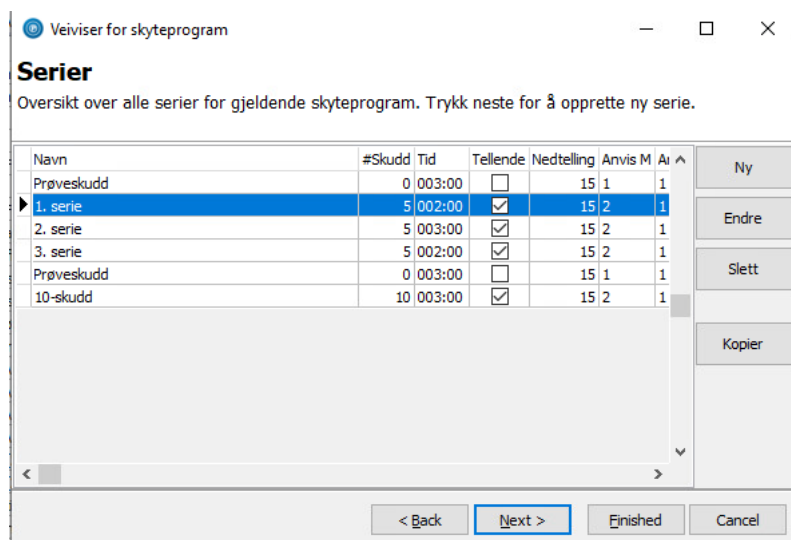 Veiviser for skyteprogram
Serier
Oversikt over alle serier for gjeldende skyteprogram. Trykk neste for å opprette ny serie.
Navn #Skudd Tid Tellende Nedtelling Anvis M
Prøveskudd 0 003:00 15 1 1
1. serie 5 002:00 15 2 1
2. serie 5 003:00 15 2 1
3. serie 5 002:00 15 2 1
Prøveskudd 0 003:00 15 1 1
10-skudd 10 003:00 15 2 1
Ny
Endre
Slett
Kopier
< Back Next > Finished Cancel